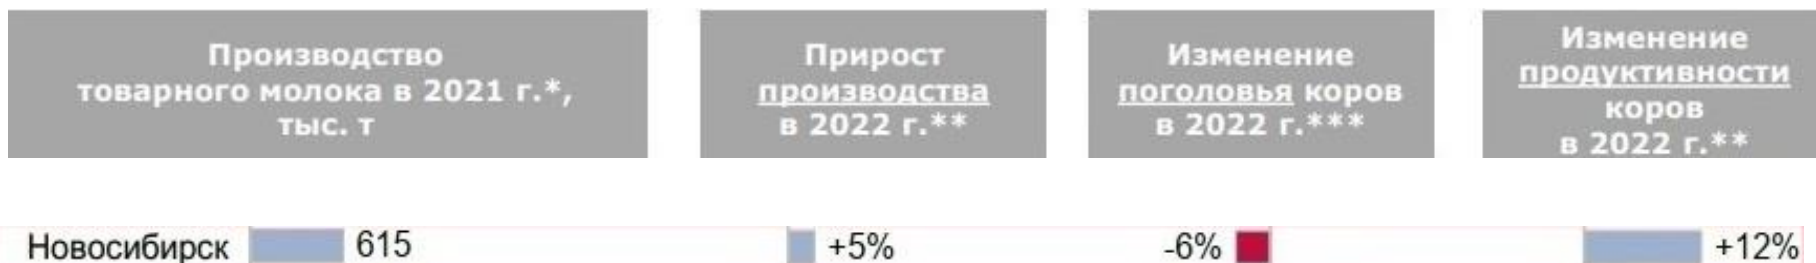 Производство
товарного молока в 2021 г.*,
тыс. т
Прирост
производства
в 2022 г.**
Изменение
поголовья коров
в 2022 г.***
Изменение
продуктивности
коров
в 2022 г.**
Новосибирск 615 +5% -6% +12%